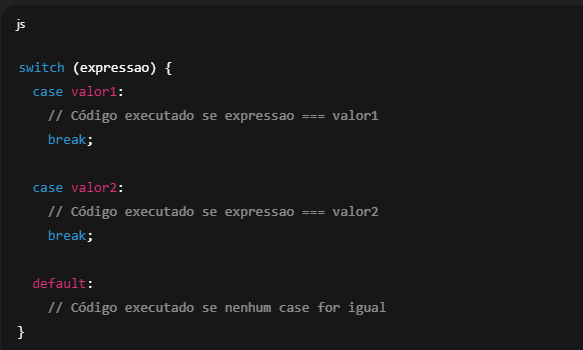 js
switch (expressao) {
  case valor1:
    // Código executado se expressao === valor1
    break;
  case valor2:
    // Código executado se expressao === valor2
    break;
  default:
    // Código executado se nenhum case for igual
}